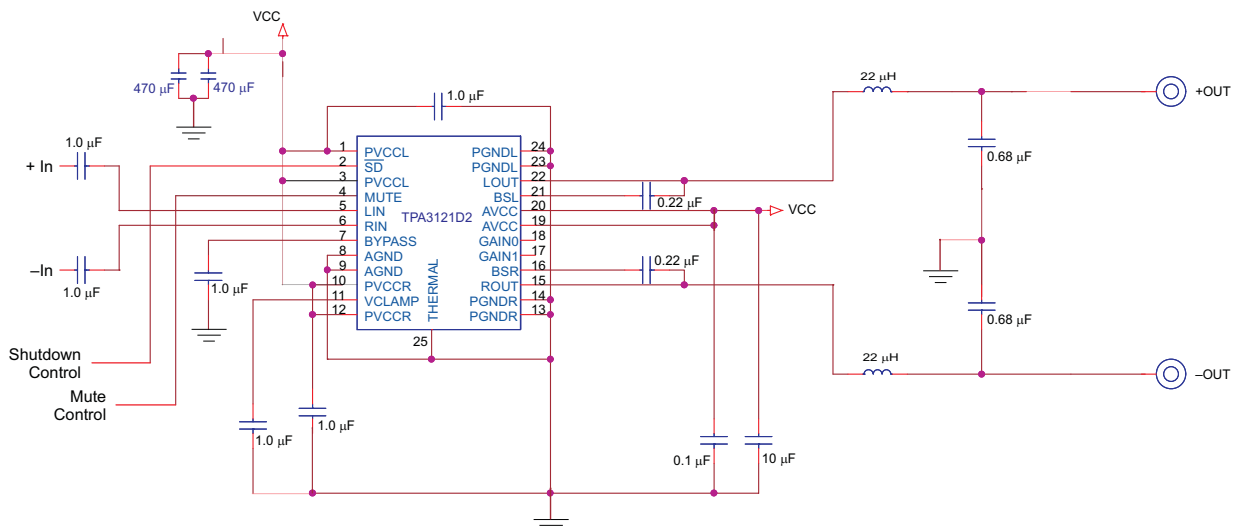 VCC
470 µF
470 µF
1.0 µF
1.0 µF
+ In
–In
1.0 µF
1.0 µF
Shutdown
Control
Mute
Control
1.0 µF
1.0 µF
1 PVCCL
2 SD
3 PVCCL
4 MUTE
5 LIN
6 RIN
7 BYPASS
8 AGND
9 AGND
10 PVCCR
11 VCLAMP
12 PVCCR
TPA3121D2
THERMAL
25
PGNDL 24
PGNDL 23
LOUT 22
BSL 21
AVCC 20
AVCC 19
GAIN0 18
GAIN1 17
BSR 16
ROUT 15
PGNDR 14
PGNDR 13
0.22 µF
VCC
0.22 µF
0.1 µF
10 µF
22 µH
+OUT
0.68 µF
0.68 µF
22 µH
–OUT